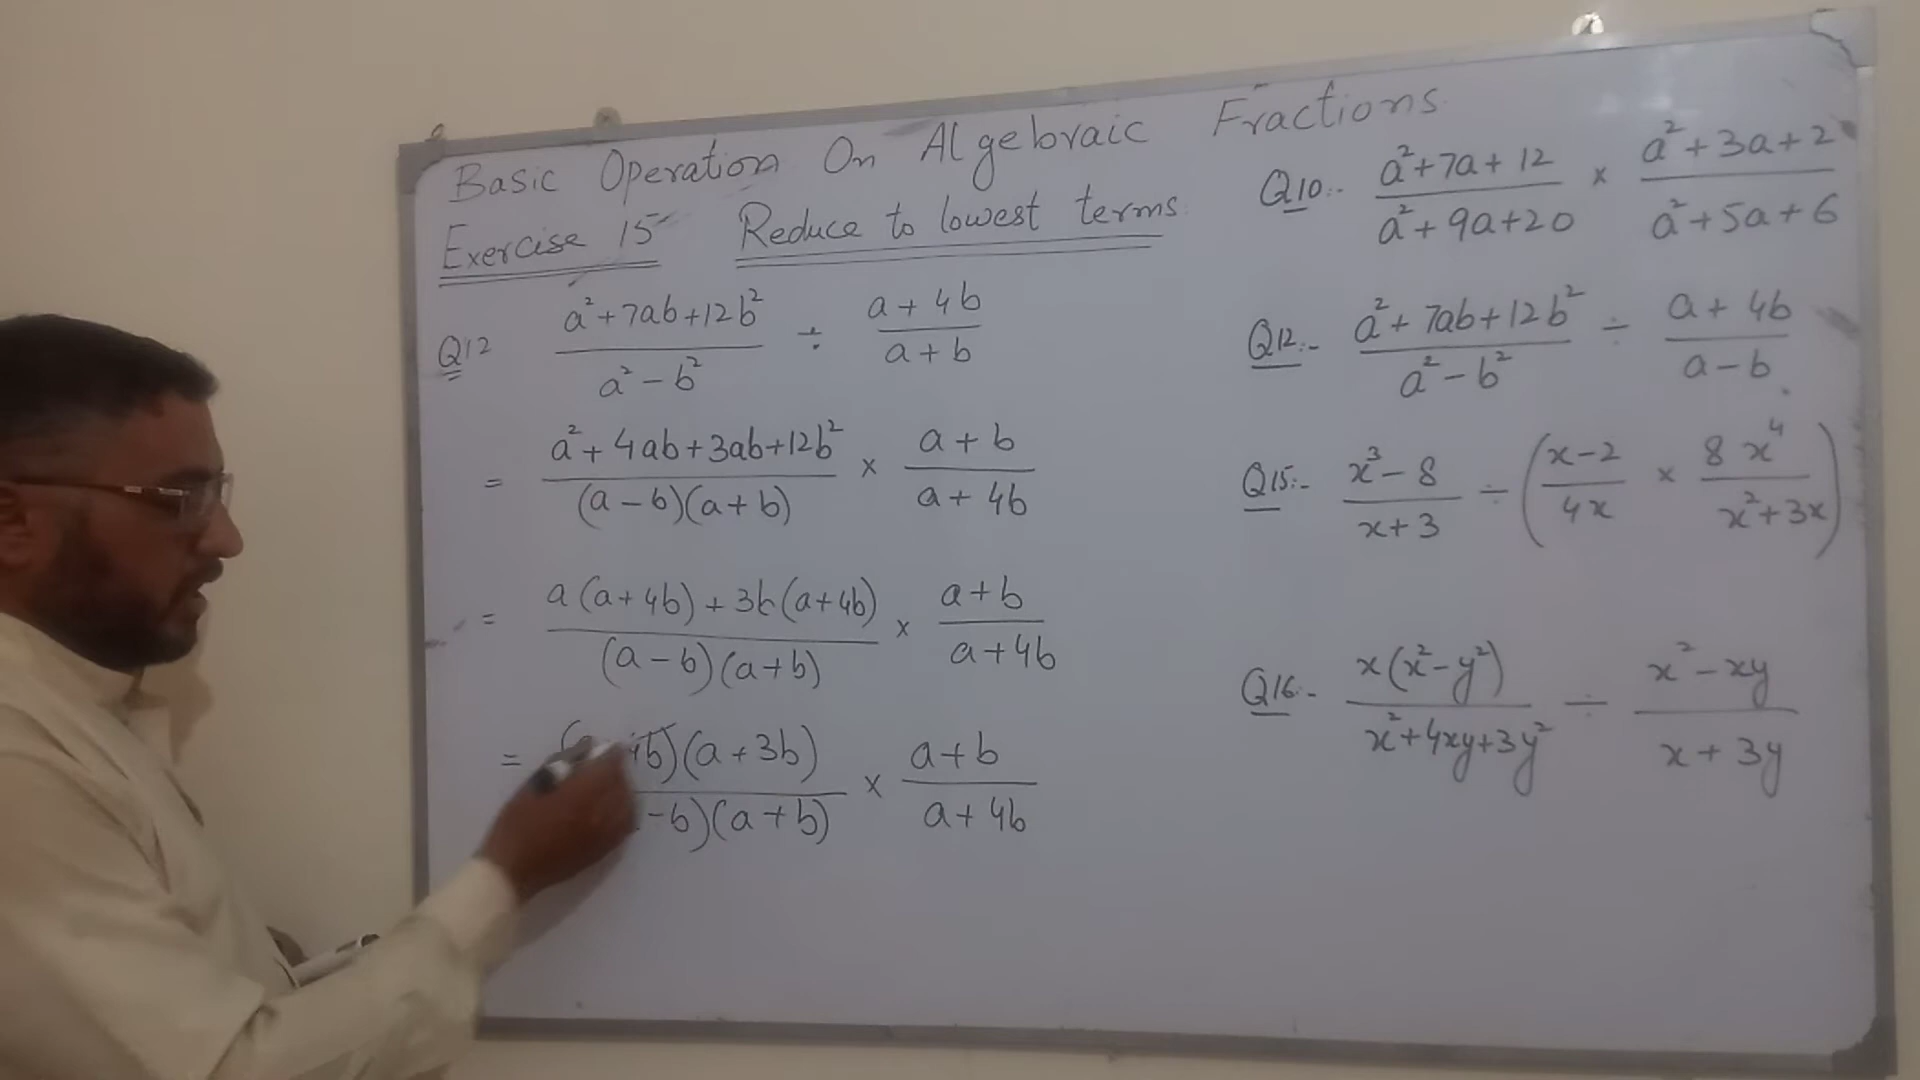 Basic Operation On Algebraic Fractions
Exercise 15 Reduce to lowest terms
Q12 (a²+7ab+12b²)/(a²-b²) ÷ (a+4b)/(a+b)
= (a²+4ab+3ab+12b²)/((a-b)(a+b)) × (a+b)/(a+4b)
= (a(a+4b)+3b(a+4b))/((a-b)(a+b)) × (a+b)/(a+4b)
= ( 4b)(a+3b)/( -b)(a+b) × (a+b)/(a+4b)
Q10:- (a²+7a+12)/(a²+9a+20) × (a²+3a+2)/(a²+5a+6)
Q12:- (a²+7ab+12b²)/(a²-b²) ÷ (a+4b)/(a-b)
Q15:- (x³-8)/(x+3) ÷ ((x-2)/(4x) × (8x⁴)/(x²+3x))
Q16:- (x(x²-y²))/(x²+4xy+3y²) ÷ (x²-xy)/(x+3y)